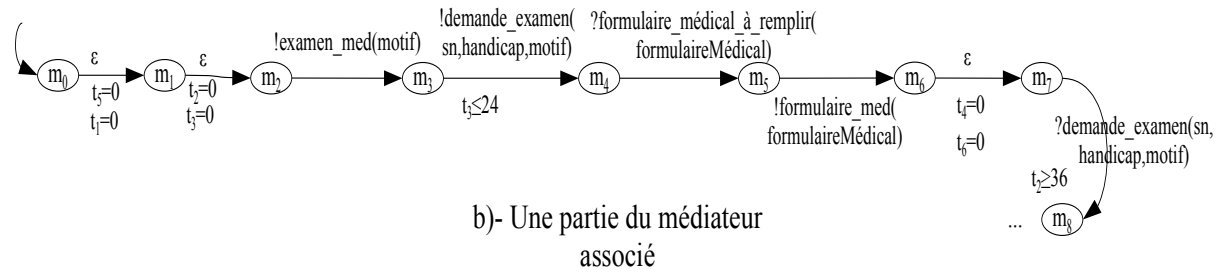 !demande_examen(
sn,handicap,motif)
?formulaire_médical_à_remplir(
formulaireMédical)
!examen_med(motif)
ε
ε
ε
m0
m1
m2
m3
m4
m5
m6
m7
t5=0
t1=0
t2=0
t3=0
t3≤24
!formulaire_med(
formulaireMédical)
t4=0
t6=0
?demande_examen(sn,
handicap,motif)
t2≥36
... m8
b)- Une partie du médiateur
associé